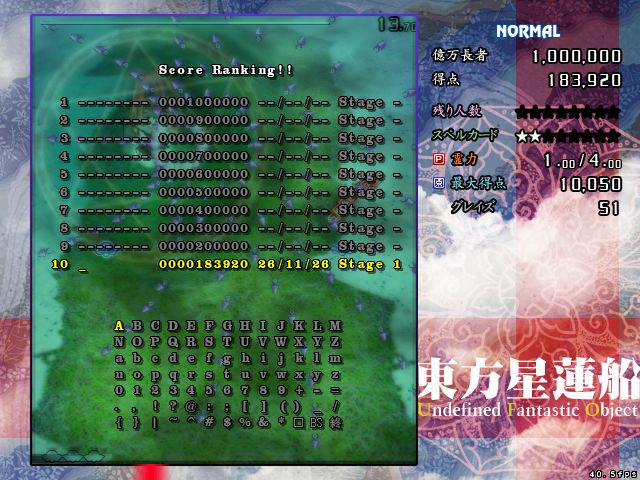 13.70
Score Ranking!!
1 -------- 0001000000 --/--/-- Stage -
2 -------- 0000900000 --/--/-- Stage -
3 -------- 0000800000 --/--/-- Stage -
4 -------- 0000700000 --/--/-- Stage -
5 -------- 0000600000 --/--/-- Stage -
6 -------- 0000500000 --/--/-- Stage -
7 -------- 0000400000 --/--/-- Stage -
8 -------- 0000300000 --/--/-- Stage -
9 -------- 0000200000 --/--/-- Stage -
10 _ 0000183920 26/11/26 Stage 1
A B C D E F G H I J K L M
N O P Q R S T U V W X Y Z
a b c d e f g h i j k l m
n o p q r s t u v w x y z
0 1 2 3 4 5 6 7 8 9 + - =
. , ! ? @ : ; [ ] ( ) _ /
{ } | ~ ^ # $ % & * □ BS 終
NORMAL
億万長者 1,000,000
得点 183,920
残り人数
スペルカード ★★
P 霊力 1.00/4.00
点 最大得点 10,050
グレイズ 51
東方星蓮船
Undefined Fantastic Object
40.5fps